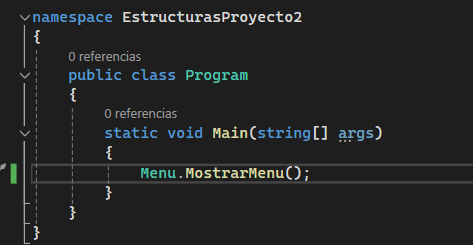 namespace EstructurasProyecto2
{
0 referencias
public class Program
{
0 referencias
static void Main(string[] args)
{
Menu.MostrarMenu();
}
}
}